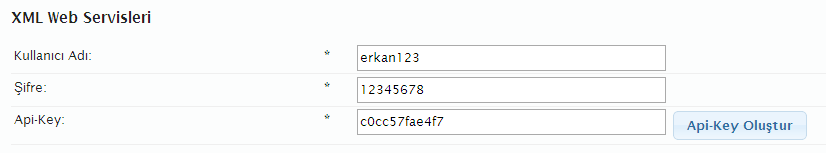 XML Web Servisleri
Kullanıcı Adı: * erkan123
Şifre: * 12345678
Api-Key: * c0cc57fae4f7 Api-Key Oluştur